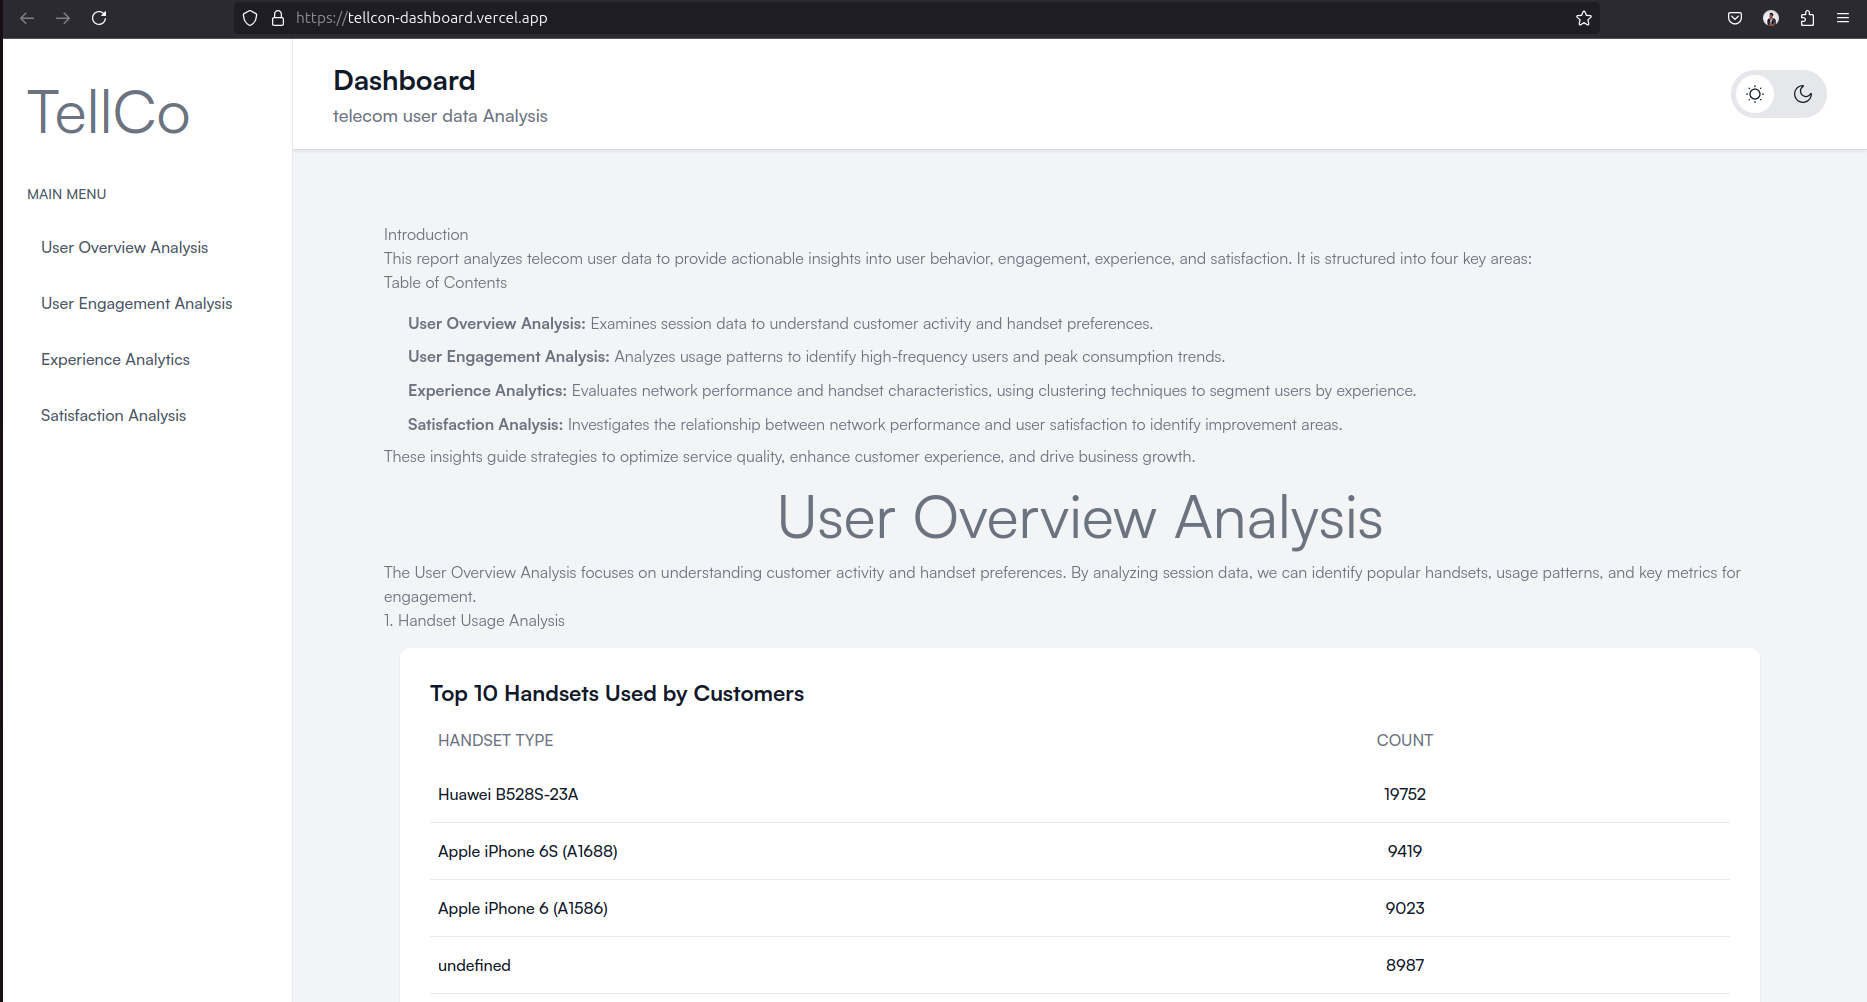 https://tellcon-dashboard.vercel.app
TellCo
MAIN MENU
User Overview Analysis
User Engagement Analysis
Experience Analytics
Satisfaction Analysis
Dashboard
telecom user data Analysis
Introduction
This report analyzes telecom user data to provide actionable insights into user behavior, engagement, experience, and satisfaction. It is structured into four key areas:
Table of Contents
User Overview Analysis: Examines session data to understand customer activity and handset preferences.
User Engagement Analysis: Analyzes usage patterns to identify high-frequency users and peak consumption trends.
Experience Analytics: Evaluates network performance and handset characteristics, using clustering techniques to segment users by experience.
Satisfaction Analysis: Investigates the relationship between network performance and user satisfaction to identify improvement areas.
These insights guide strategies to optimize service quality, enhance customer experience, and drive business growth.
User Overview Analysis
The User Overview Analysis focuses on understanding customer activity and handset preferences. By analyzing session data, we can identify popular handsets, usage patterns, and key metrics for
engagement.
1. Handset Usage Analysis
Top 10 Handsets Used by Customers
HANDSET TYPE COUNT
Huawei B528S-23A 19752
Apple iPhone 6S (A1688) 9419
Apple iPhone 6 (A1586) 9023
undefined 8987